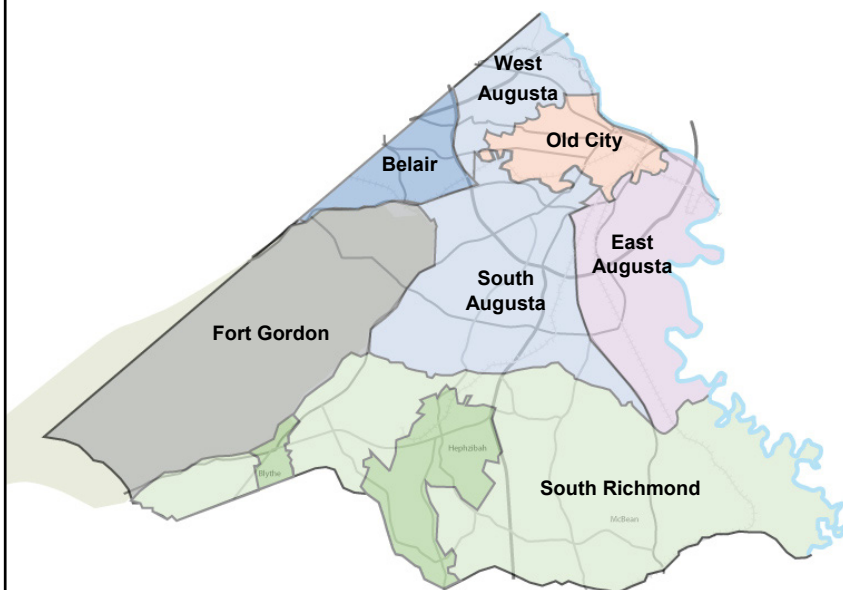 West
Augusta
Old City
Belair
East
Augusta
South
Augusta
Fort Gordon
Hephzibah
Blythe
South Richmond
McBean